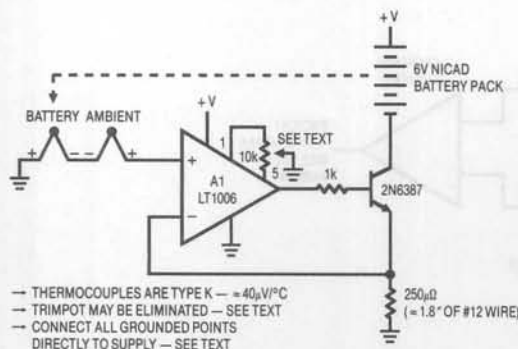 +V
6V NICAD
BATTERY PACK
BATTERY AMBIENT
+V
+ – – +
1
SEE TEXT
10k
+
A1
LT1006
5
1k
2N6387
–
→ THERMOCOUPLES ARE TYPE K — ≈40µV/°C
→ TRIMPOT MAY BE ELIMINATED — SEE TEXT
→ CONNECT ALL GROUNDED POINTS
DIRECTLY TO SUPPLY — SEE TEXT
250µΩ
(≈ 1.8" OF #12 WIRE)